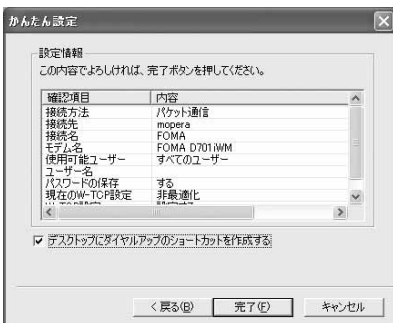 かんたん設定
設定情報
この内容でよろしければ、完了ボタンを押してください。
確認項目 内容
接続方法 パケット通信
接続先 mopera
接続名 FOMA
モデム名 FOMA D701iWM
使用可能ユーザー すべてのユーザー
ユーザー名
パスワードの保存 する
現在のW-TCP設定 非最適化
デスクトップにダイヤルアップのショートカットを作成する
< 戻る(B) 完了(F) キャンセル